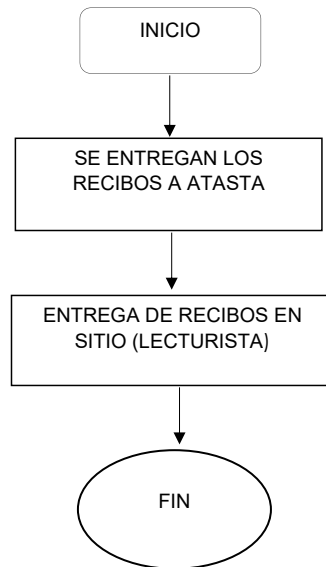 INICIO
SE ENTREGAN LOS
RECIBOS A ATASTA
ENTREGA DE RECIBOS EN
SITIO (LECTURISTA)
FIN